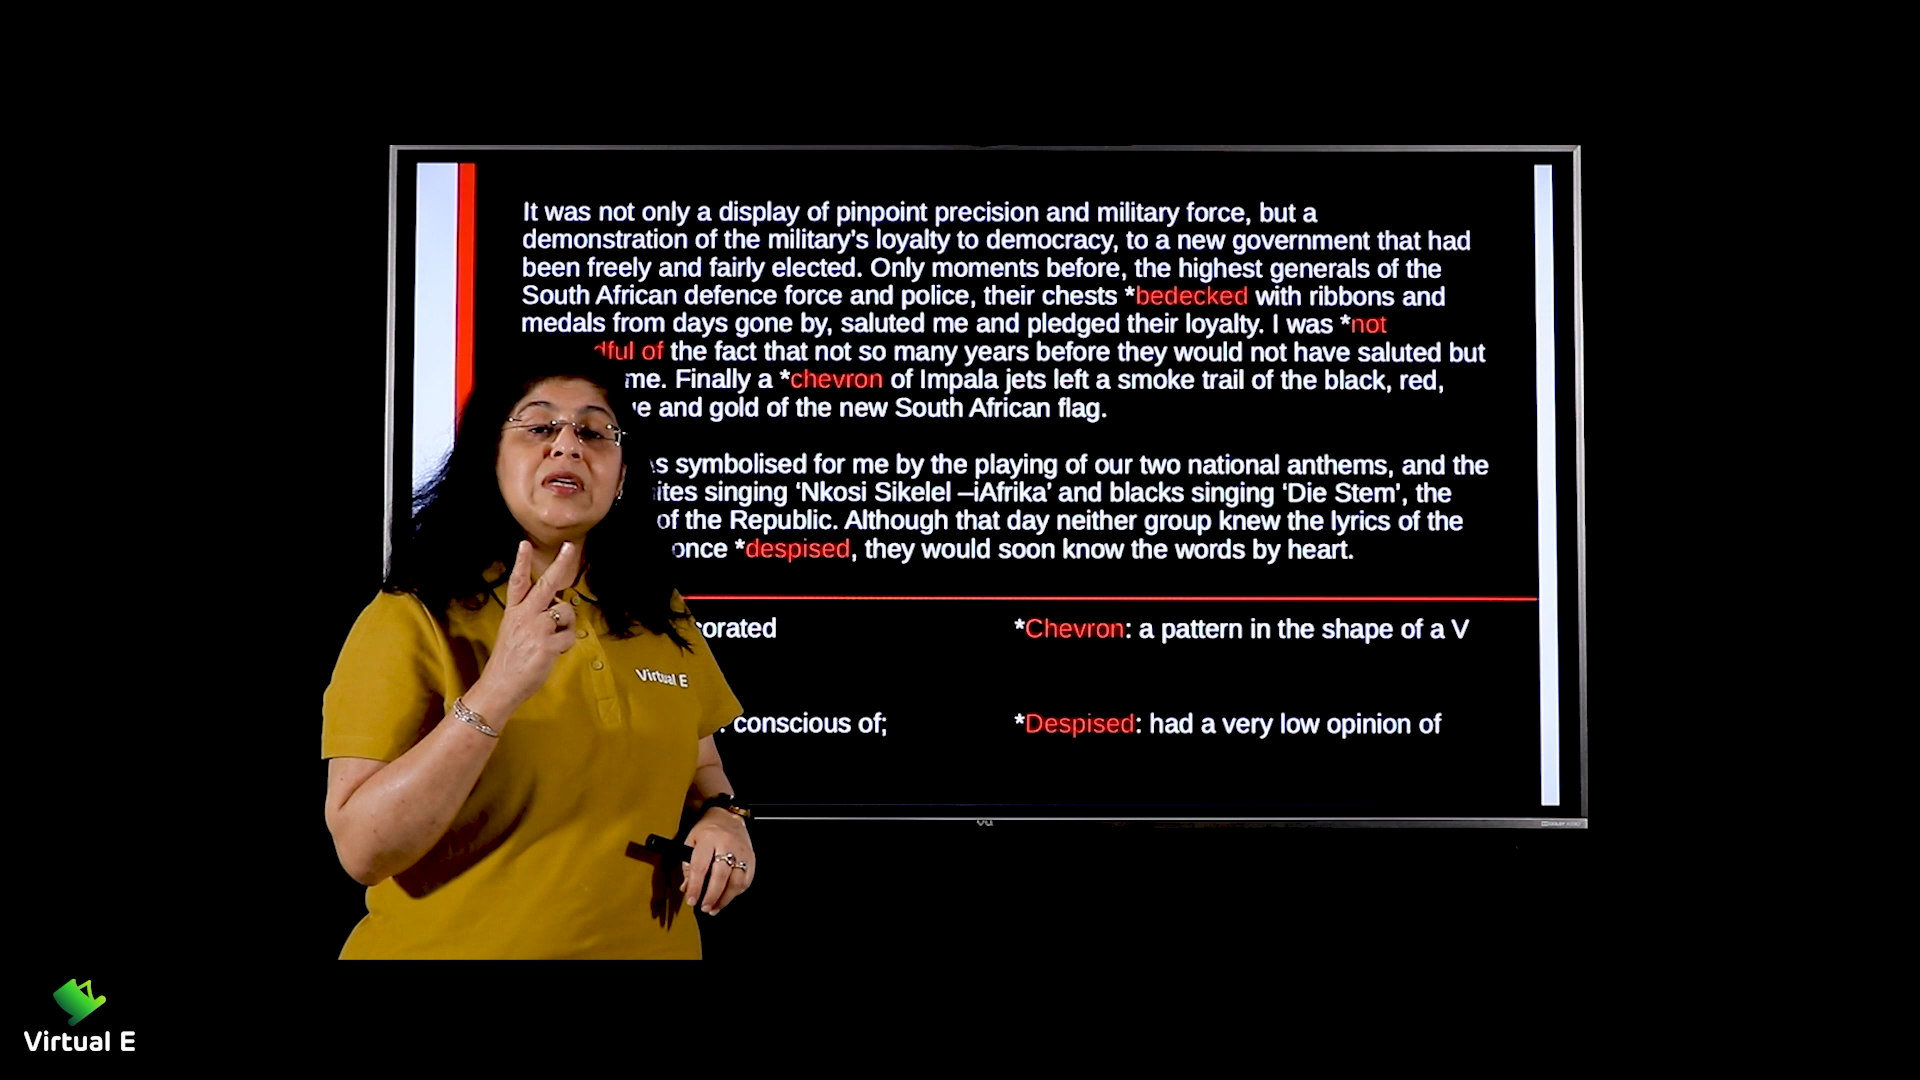 It was not only a display of pinpoint precision and military force, but a
demonstration of the military's loyalty to democracy, to a new government that had
been freely and fairly elected. Only moments before, the highest generals of the
South African defence force and police, their chests *bedecked with ribbons and
medals from days gone by, saluted me and pledged their loyalty. I was *not
of the fact that not so many years before they would not have saluted but
me. Finally a *chevron of Impala jets left a smoke trail of the black, red,
and gold of the new South African flag.
symbolised for me by the playing of our two national anthems, and the
singing ‘Nkosi Sikelel –iAfrika’ and blacks singing ‘Die Stem’, the
of the Republic. Although that day neither group knew the lyrics of the
once *despised, they would soon know the words by heart.
*Chevron: a pattern in the shape of a V
conscious of;
*Despised: had a very low opinion of
Virtual E
Virtual E